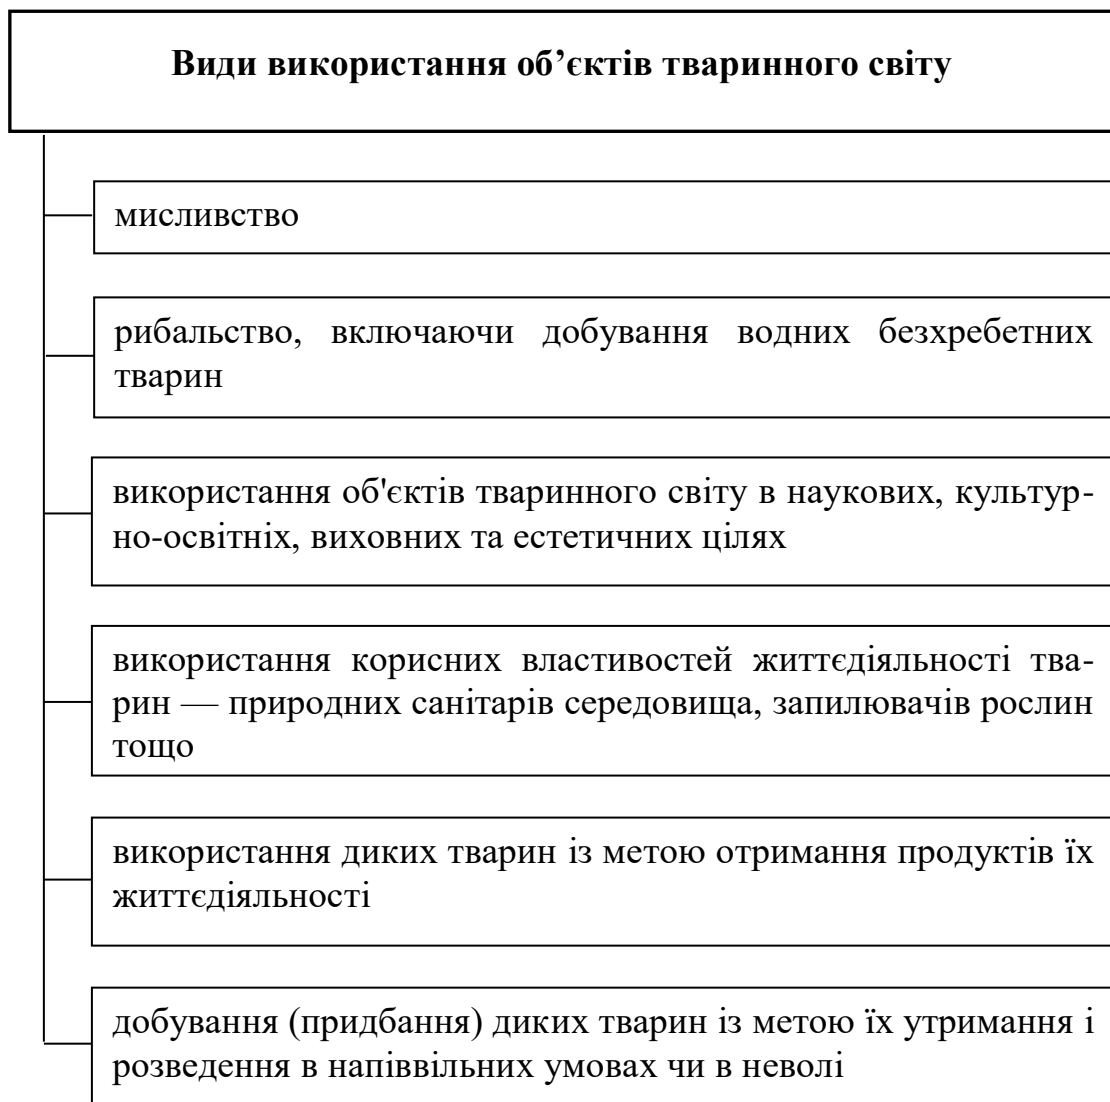 Види використання об’єктів тваринного світу
мисливство
рибальство, включаючи добування водних безхребетних
тварин
використання об'єктів тваринного світу в наукових, культур-
но-освітніх, виховних та естетичних цілях
використання корисних властивостей життєдіяльності тва-
рин — природних санітарів середовища, запилювачів рослин
тощо
використання диких тварин із метою отримання продуктів їх
життєдіяльності
добування (придбання) диких тварин із метою їх утримання і
розведення в напіввільних умовах чи в неволі